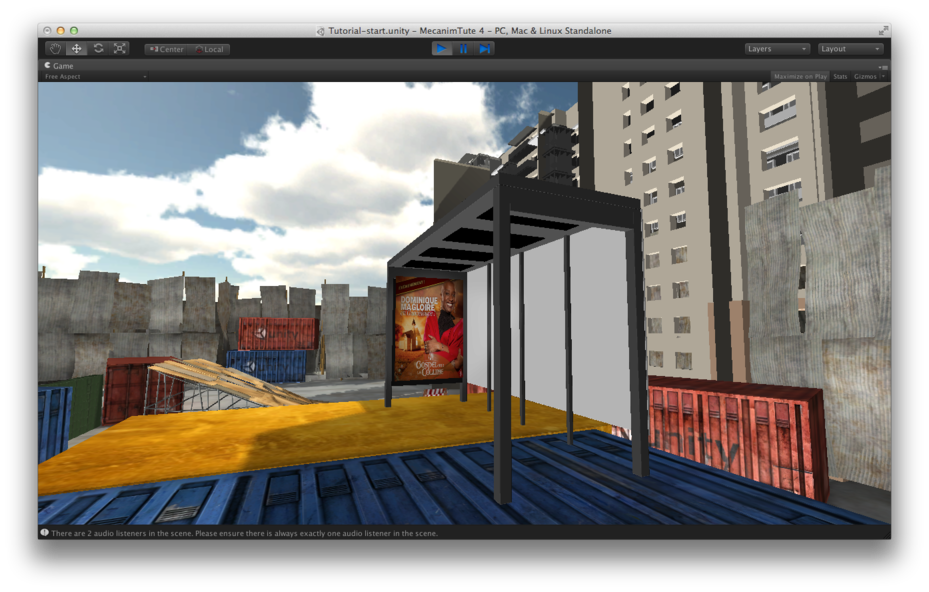 Tutorial-start.unity - MecanimTute 4 - PC, Mac & Linux Standalone
Center Local Layers Layout
Game
Free Aspect Maximize on Play Stats Gizmos
DOMINIQUE
MAGLOIRE
unity
There are 2 audio listeners in the scene. Please ensure there is always exactly one audio listener in the scene.